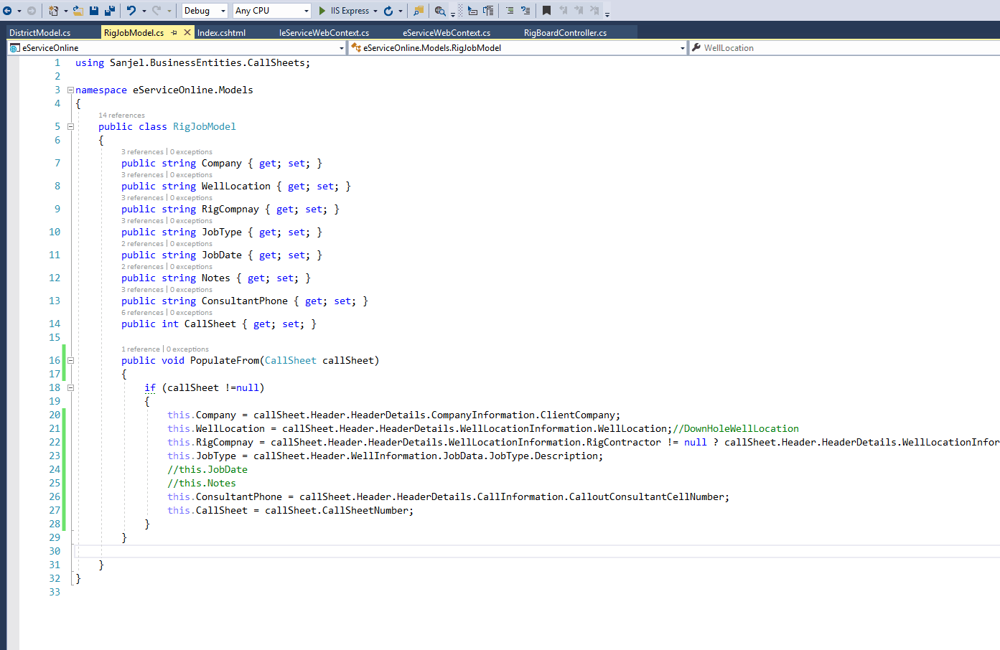 Debug Any CPU IIS Express
DistrictModel.cs RigJobModel.cs Index.cshtml IeServiceWebContext.cs eServiceWebContext.cs RigBoardController.cs
eServiceOnline eServiceOnline.Models.RigJobModel WellLocation
1 using Sanjel.BusinessEntities.CallSheets;
2
3 namespace eServiceOnline.Models
4 {
14 references
5 public class RigJobModel
6 {
3 references | 0 exceptions
7 public string Company { get; set; }
3 references | 0 exceptions
8 public string WellLocation { get; set; }
3 references | 0 exceptions
9 public string RigCompnay { get; set; }
3 references | 0 exceptions
10 public string JobType { get; set; }
2 references | 0 exceptions
11 public string JobDate { get; set; }
2 references | 0 exceptions
12 public string Notes { get; set; }
3 references | 0 exceptions
13 public string ConsultantPhone { get; set; }
6 references | 0 exceptions
14 public int CallSheet { get; set; }
15
1 reference | 0 exceptions
16 public void PopulateFrom(CallSheet callSheet)
17 {
18 if (callSheet !=null)
19 {
20 this.Company = callSheet.Header.HeaderDetails.CompanyInformation.ClientCompany;
21 this.WellLocation = callSheet.Header.HeaderDetails.WellLocationInformation.WellLocation;//DownHoleWellLocation
22 this.RigCompnay = callSheet.Header.HeaderDetails.WellLocationInformation.RigContractor != null ? callSheet.Header.HeaderDetails.WellLocationInfor
23 this.JobType = callSheet.Header.WellInformation.JobData.JobType.Description;
24 //this.JobDate
25 //this.Notes
26 this.ConsultantPhone = callSheet.Header.HeaderDetails.CallInformation.CalloutConsultantCellNumber;
27 this.CallSheet = callSheet.CallSheetNumber;
28 }
29 }
30
31 }
32 }
33